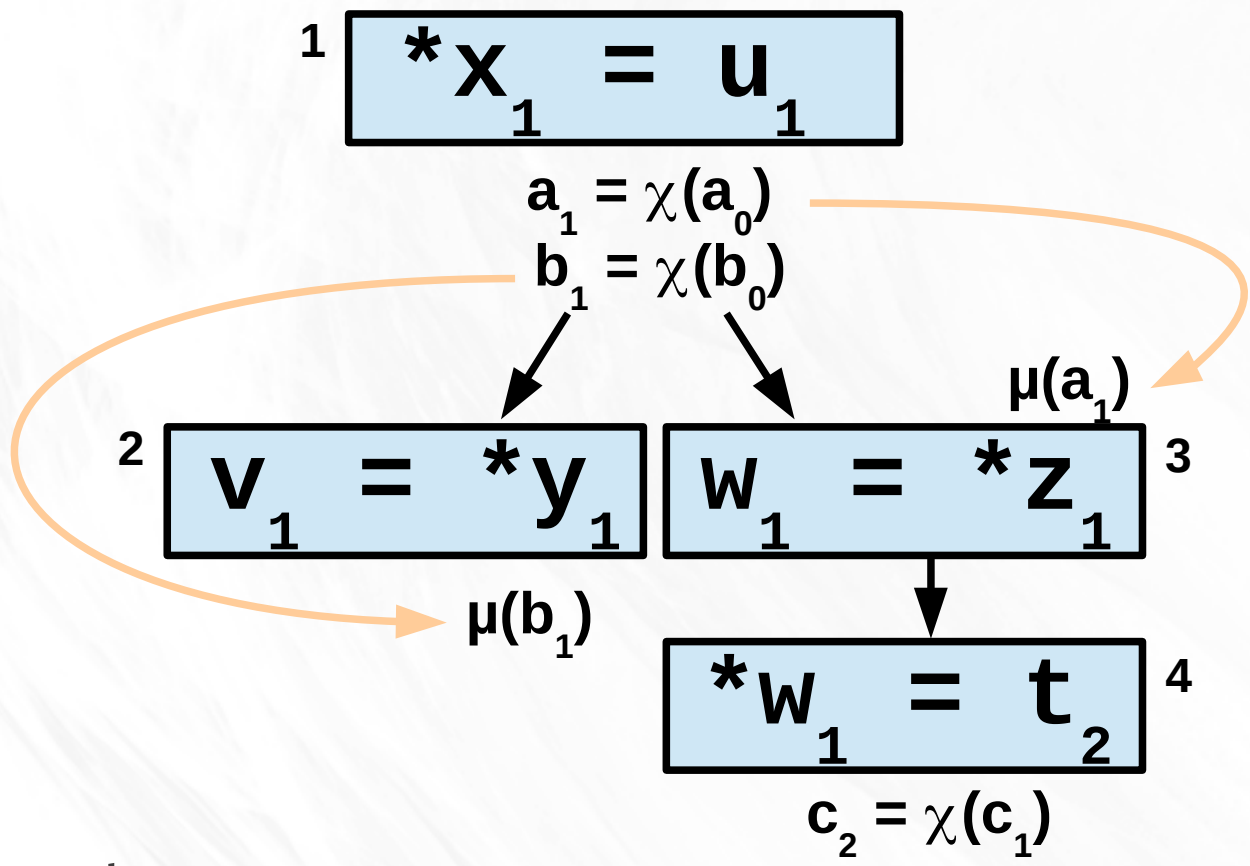 1
*x₁ = u₁
a₁ = χ(a₀)
b₁ = χ(b₀)
μ(a₁)
2
v₁ = *y₁
w₁ = *z₁
3
μ(b₁)
*w₁ = t₂
4
c₂ = χ(c₁)